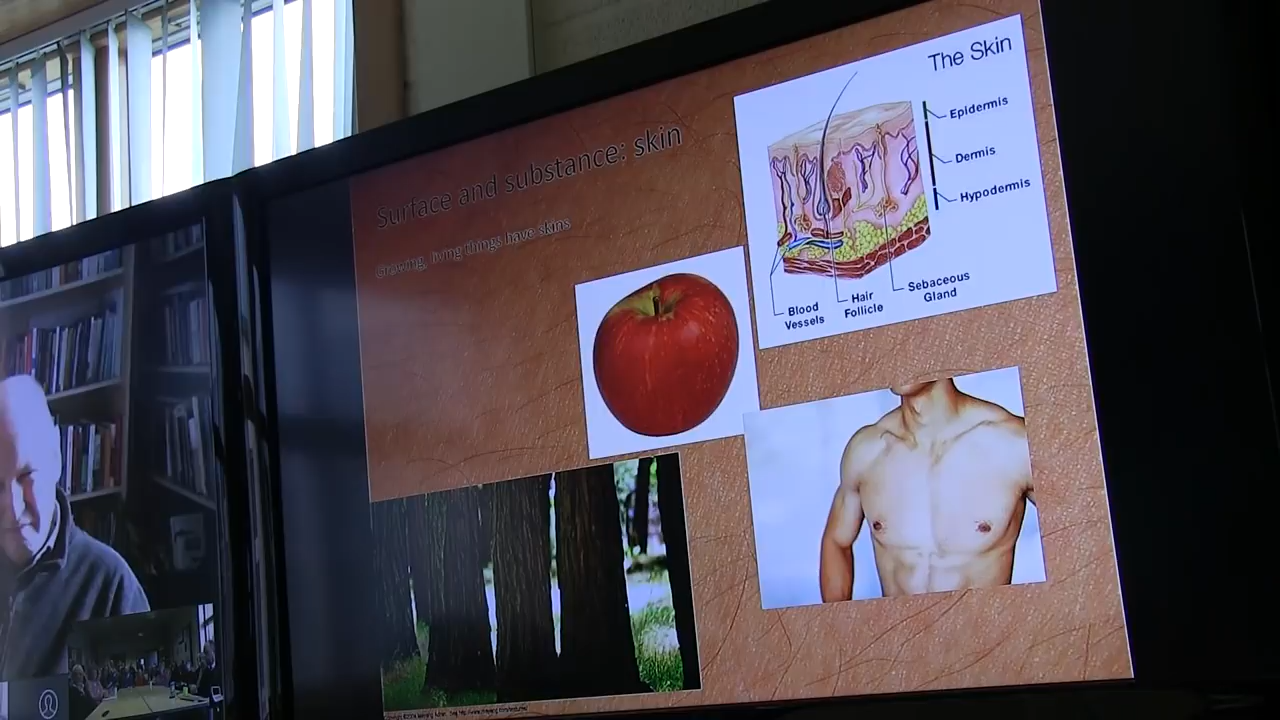 Surface and substance: skin
Growing, living things have skins
The Skin
Epidermis
Dermis
Hypodermis
Blood
Vessels
Hair
Follicle
Sebaceous
Gland